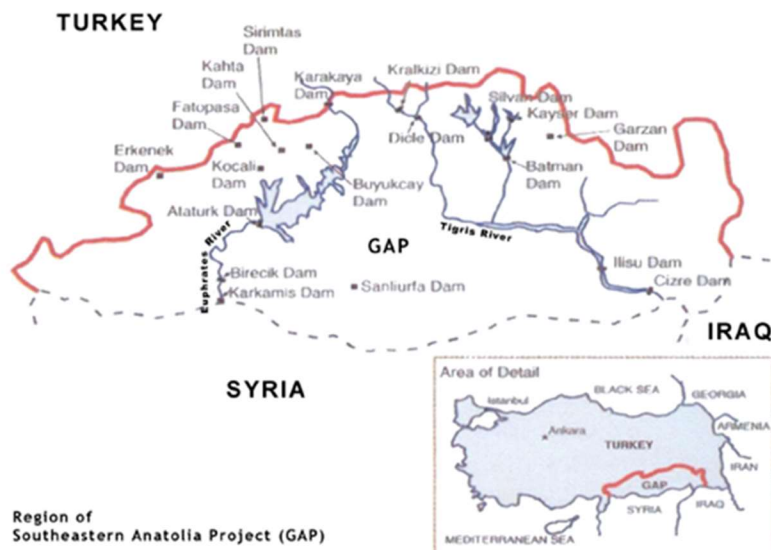 TURKEY
Sirimtas
Dam
Kahta
Dam
Fatopasa
Dam
Erkenek
Dam
Kocali
Dam
Karakaya
Dam
Kralkizi Dam
Dicle Dam
Silvan Dam
Kayser Dam
Garzan
Dam
Batman
Dam
Buyukcay
Dam
Ataturk Dam
Euphrates River
GAP
Tigris River
Birecik Dam
Karkamis Dam
Sanliurfa Dam
Ilisu Dam
Cizre Dam
IRAQ
SYRIA
Area of Detail
BLACK SEA
GEORGIA
Istanbul
ARMENIA
Ankara
TURKEY
IRAN
GAP
SYRIA
IRAQ
MEDITERRANEAN SEA
Region of
Southeastern Anatolia Project (GAP)